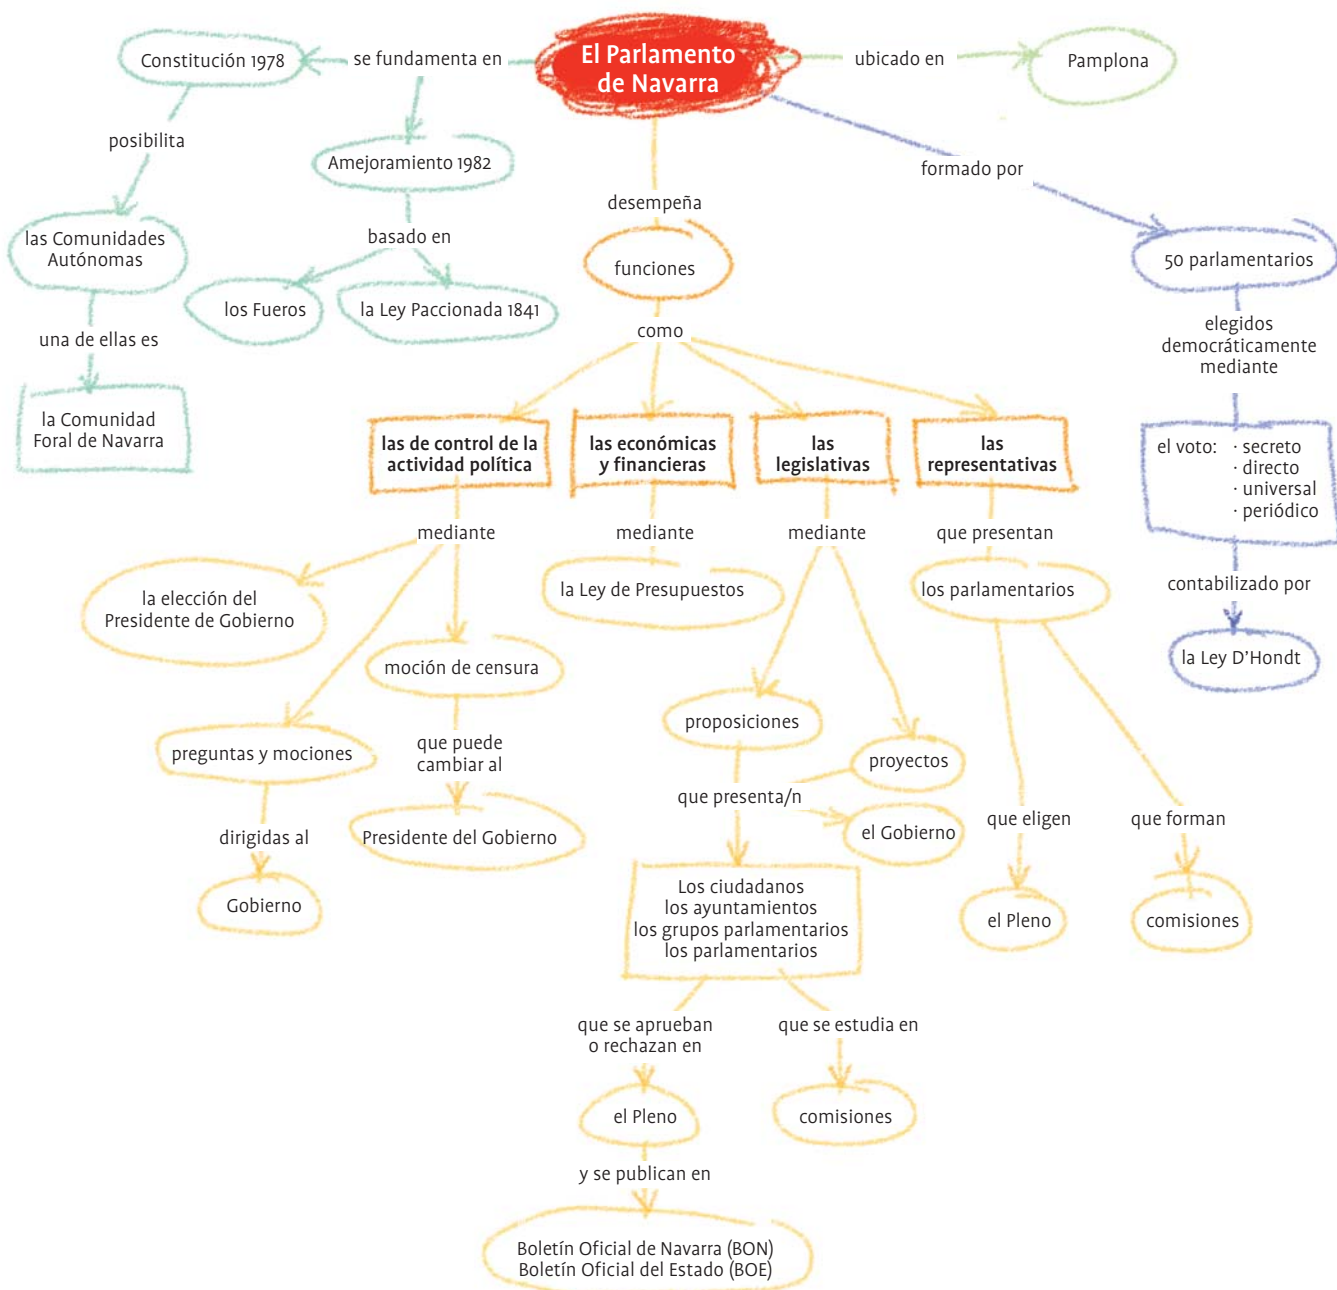 El Parlamento
de Navarra
Constitución 1978
se fundamenta en
ubicado en
Pamplona
posibilita
Amejoramiento 1982
formado por
desempeña
las Comunidades
Autónomas
basado en
funciones
50 parlamentarios
los Fueros
la Ley Paccionada 1841
una de ellas es
como
elegidos
democráticamente
mediante
la Comunidad
Foral de Navarra
las de control de la
actividad política
las económicas
y financieras
las
legislativas
las
representativas
el voto: · secreto
· directo
· universal
· periódico
mediante
mediante
mediante
que presentan
contabilizado por
la elección del
Presidente de Gobierno
la Ley de Presupuestos
los parlamentarios
la Ley D’Hondt
moción de censura
proposiciones
preguntas y mociones
que puede
cambiar al
proyectos
que presenta/n
dirigidas al
Presidente del Gobierno
el Gobierno
que eligen
que forman
Gobierno
Los ciudadanos
los ayuntamientos
los grupos parlamentarios
los parlamentarios
el Pleno
comisiones
que se aprueban
o rechazan en
que se estudia en
el Pleno
comisiones
y se publican en
Boletín Oficial de Navarra (BON)
Boletín Oficial del Estado (BOE)